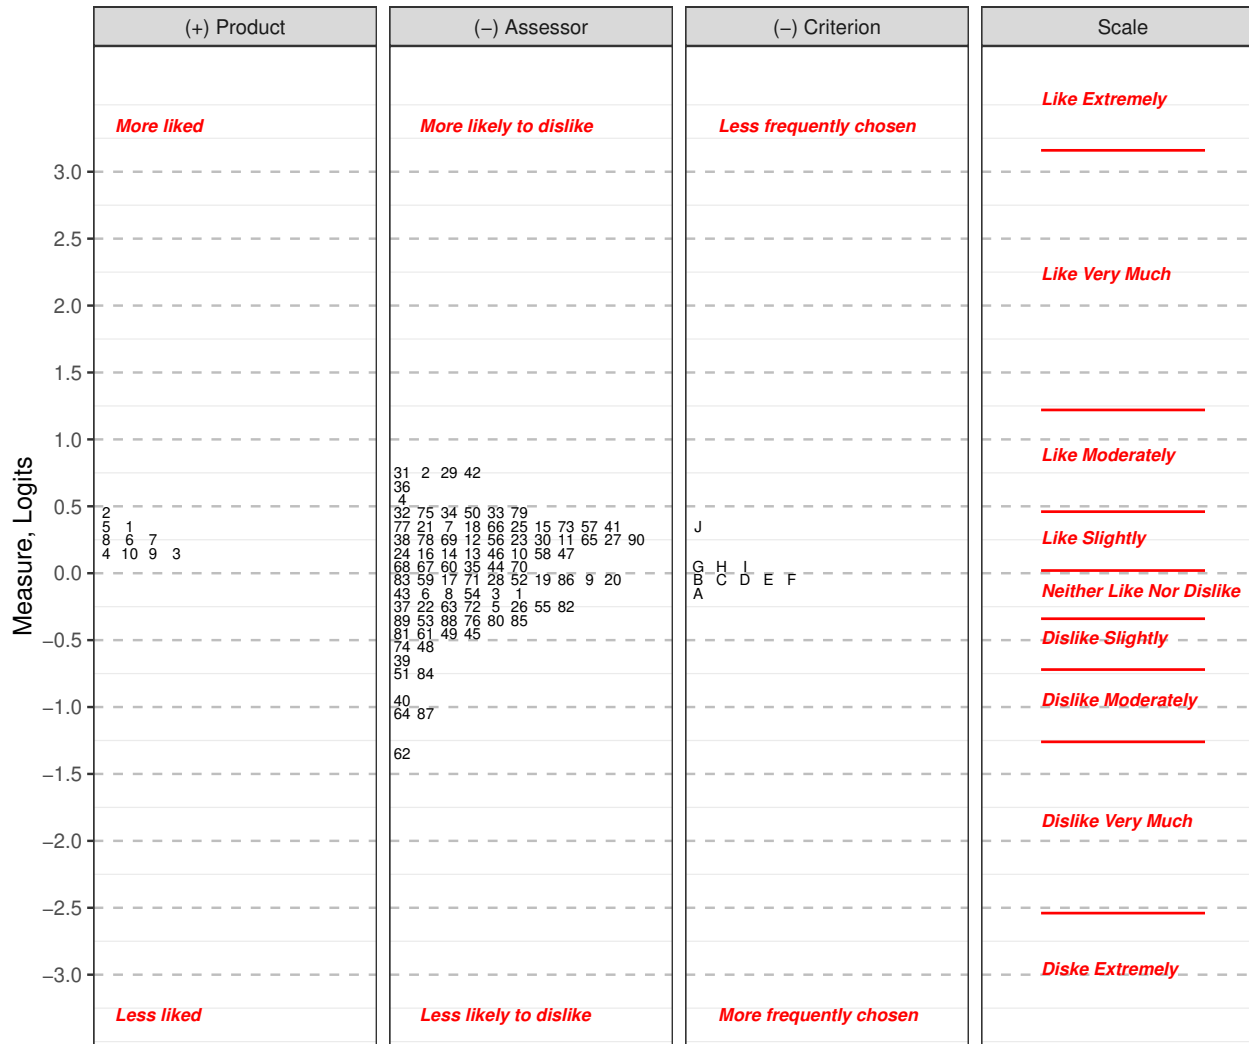 (+) Product
(−) Assessor
(−) Criterion
Scale
Like Extremely
More liked
More likely to dislike
Less frequently chosen
3.0
2.5
Like Very Much
2.0
1.5
1.0
Like Moderately
31 2 29 42
36
4
0.5
2
32 75 34 50 33 79
5 1
77 21 7 18 66 25 15 73 57 41
J
8 6 7
38 78 69 12 56 23 30 11 65 27 90
Like Slightly
4 10 9 3
24 16 14 13 46 10 58 47
68 67 60 35 44 70
G H I
0.0
83 59 17 71 28 52 19 86 9 20
B C D E F
43 6 8 54 3 1
A
Neither Like Nor Dislike
37 22 63 72 5 26 55 82
89 53 88 76 80 85
81 61 49 45
−0.5
Dislike Slightly
74 48
39
51 84
40
Dislike Moderately
−1.0
64 87
62
−1.5
Dislike Very Much
−2.0
−2.5
−3.0
Diske Extremely
Less liked
Less likely to dislike
More frequently chosen
Measure, Logits